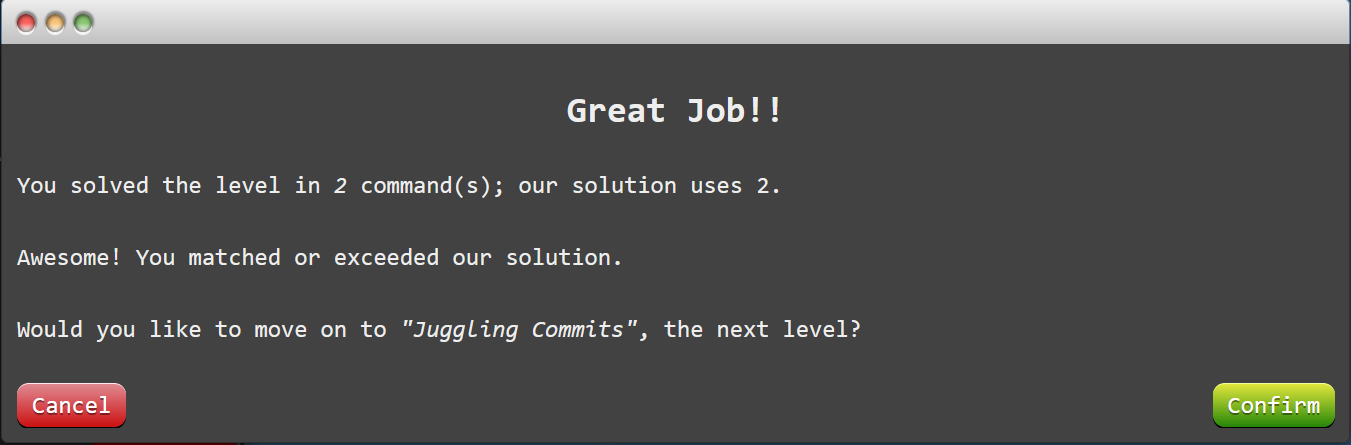 Great Job!!
You solved the level in 2 command(s); our solution uses 2.
Awesome! You matched or exceeded our solution.
Would you like to move on to "Juggling Commits", the next level?
Cancel
Confirm